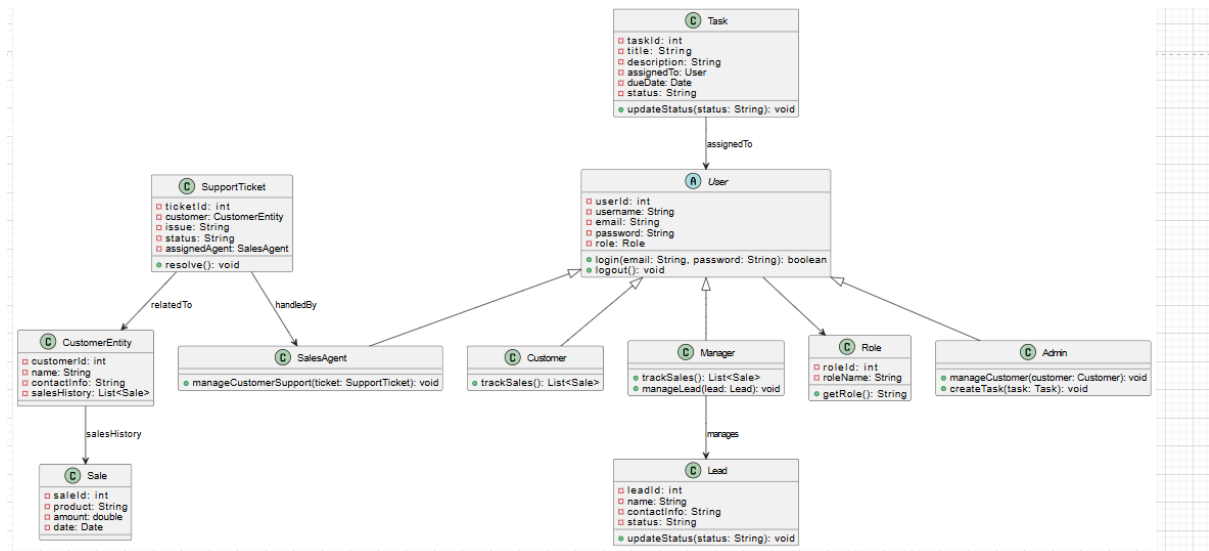 C Task
taskId: int
title: String
description: String
assignedTo: User
dueDate: Date
status: String
updateStatus(status: String): void
assignedTo
A User
userId: int
username: String
email: String
password: String
role: Role
login(email: String, password: String): boolean
logout(): void
C SupportTicket
ticketId: int
customer: CustomerEntity
issue: String
status: String
assignedAgent: SalesAgent
resolve(): void
relatedTo
handledBy
C CustomerEntity
customerId: int
name: String
contactInfo: String
salesHistory: List<Sale>
C SalesAgent
manageCustomerSupport(ticket: SupportTicket): void
C Customer
trackSales(): List<Sale>
C Manager
trackSales(): List<Sale>
manageLead(lead: Lead): void
C Role
roleId: int
roleName: String
getRole(): String
C Admin
manageCustomer(customer: Customer): void
createTask(task: Task): void
salesHistory
manages
C Sale
saleId: int
product: String
amount: double
date: Date
C Lead
leadId: int
name: String
contactInfo: String
status: String
updateStatus(status: String): void